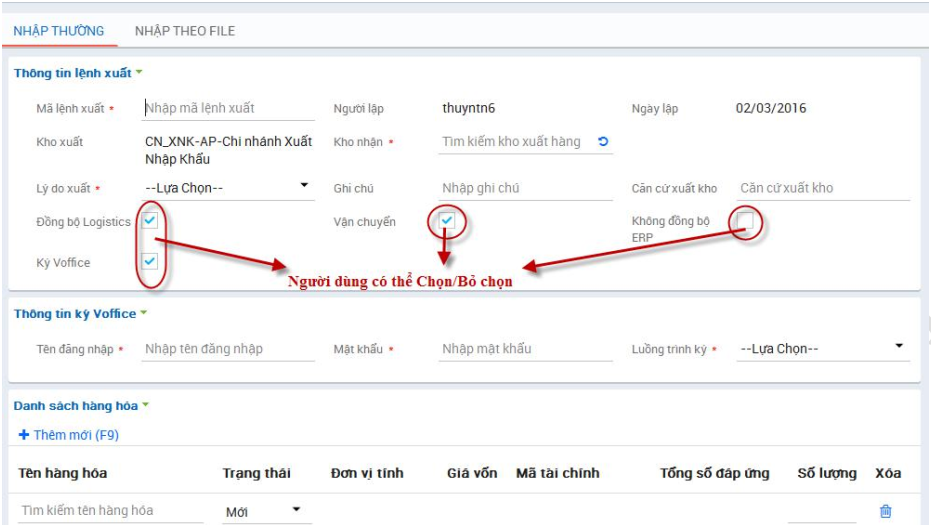 NHẬP THƯỜNG NHẬP THEO FILE
Thông tin lệnh xuất
Mã lệnh xuất * Nhập mã lệnh xuất Người lập thuyntn6 Ngày lập 02/03/2016
Kho xuất CN_XNK-AP-Chi nhánh Xuất Kho nhận * Tìm kiếm kho xuất hàng
Nhập Khẩu
Lý do xuất * --Lựa Chọn-- Ghi chú Nhập ghi chú Căn cứ xuất kho Căn cứ xuất kho
Đồng bộ Logistics Vận chuyển Không đồng bộ
ERP
Ký Voffice
Người dùng có thể Chọn/Bỏ chọn
Thông tin ký Voffice
Tên đăng nhập * Nhập tên đăng nhập Mật khẩu * Nhập mật khẩu Luồng trình ký * --Lựa Chọn--
Danh sách hàng hóa
+ Thêm mới (F9)
Tên hàng hóa Trạng thái Đơn vị tính Giá vốn Mã tài chính Tổng số đáp ứng Số lượng Xóa
Tìm kiếm tên hàng hóa Mới